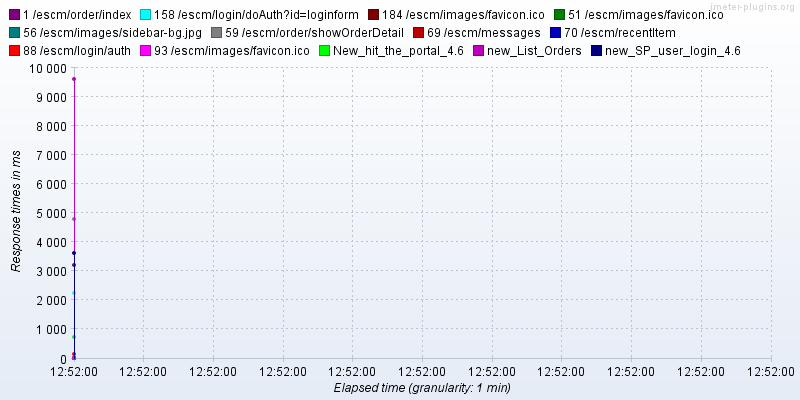 jmeter-plugins.org
1 /escm/order/index 158 /escm/login/doAuth?id=loginform 184 /escm/images/favicon.ico 51 /escm/images/favicon.ico
56 /escm/images/sidebar-bg.jpg 59 /escm/order/showOrderDetail 69 /escm/messages 70 /escm/recentItem
88 /escm/login/auth 93 /escm/images/favicon.ico New_hit_the_portal_4.6 new_List_Orders new_SP_user_login_4.6
10 000
9 000
8 000
7 000
6 000
5 000
4 000
3 000
2 000
1 000
0
Response times in ms
12:52:00 12:52:00 12:52:00 12:52:00 12:52:00 12:52:00 12:52:00 12:52:00 12:52:00 12:52:00 12:52:00
Elapsed time (granularity: 1 min)